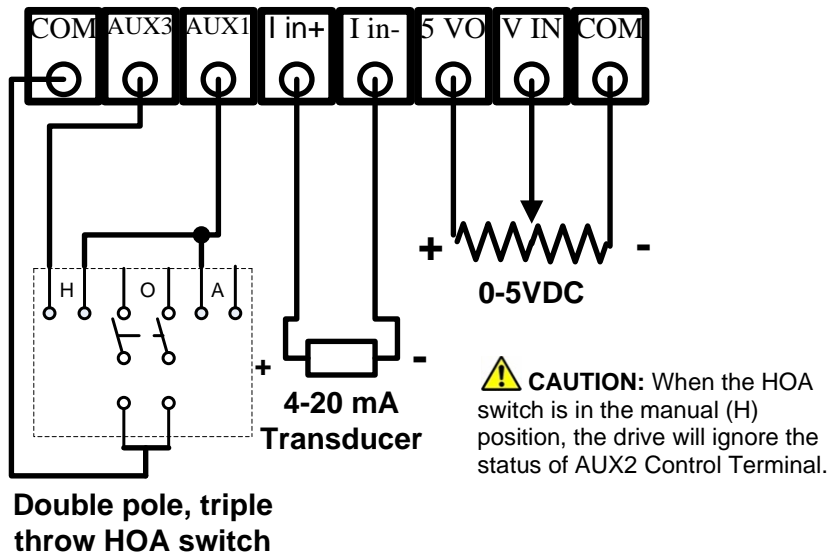 COM AUX3 AUX1 I in+ I in- 5 VO V IN COM
+ -
0-5VDC
H O A
+ -
4-20 mA
Transducer
CAUTION: When the HOA
switch is in the manual (H)
position, the drive will ignore the
status of AUX2 Control Terminal.
Double pole, triple
throw HOA switch